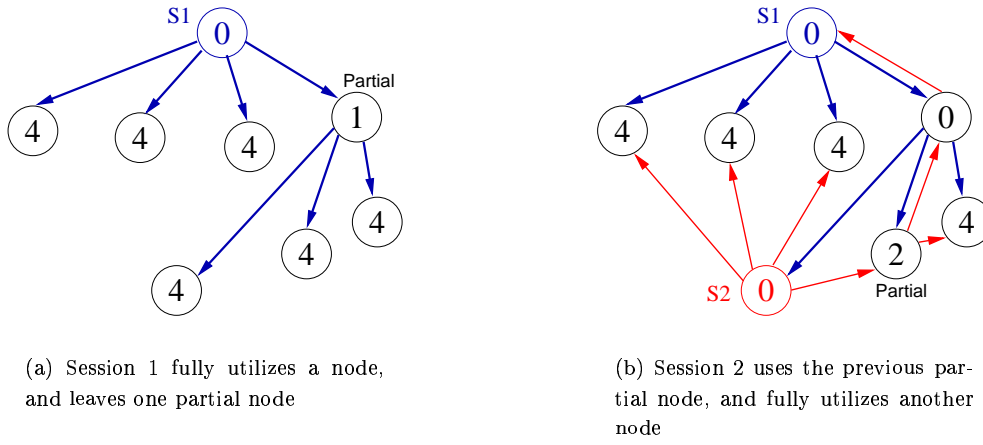 S1
0
Partial
4
4
4
1
4
4
4
(a) Session 1 fully utilizes a node,
and leaves one partial node
S1
0
4
4
4
0
4
2
Partial
S2
0
(b) Session 2 uses the previous par-
tial node, and fully utilizes another
node